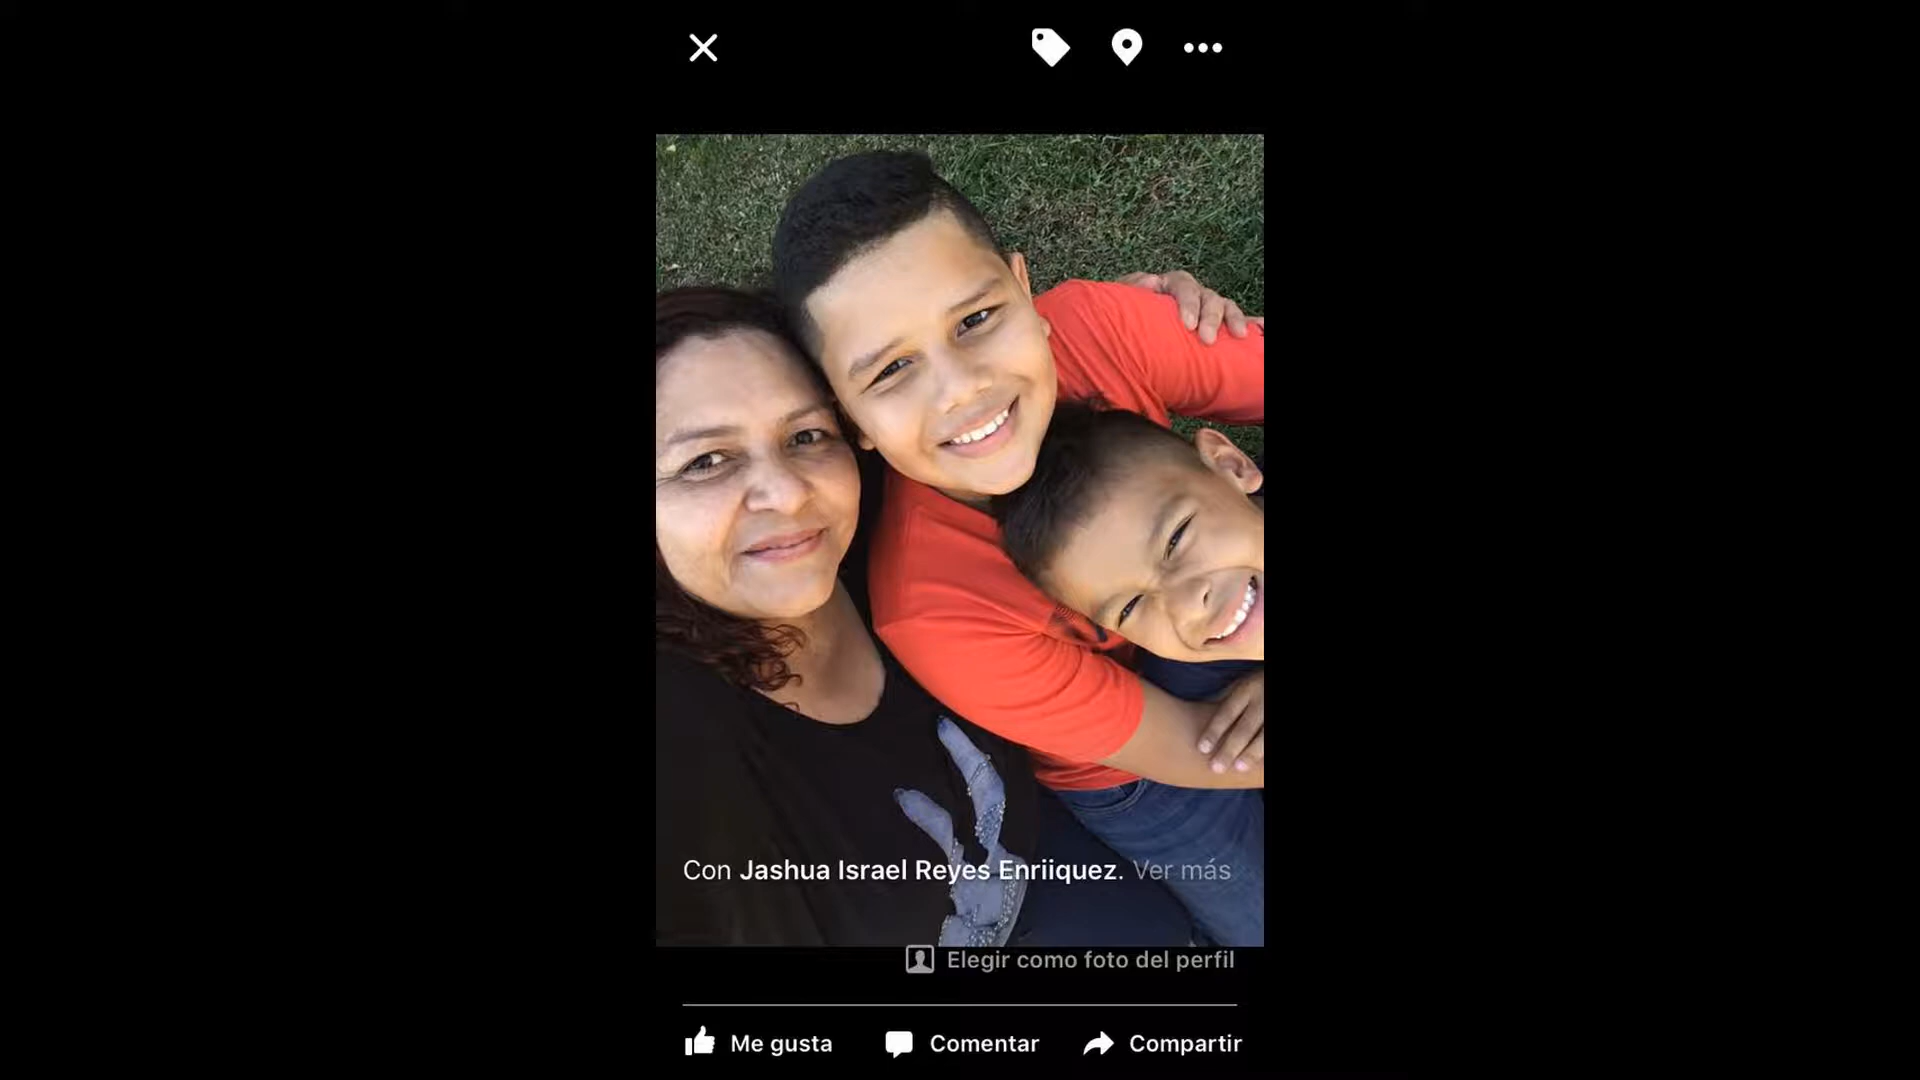 Con Jashua Israel Reyes Enriiquez. Ver más
Elegir como foto del perfil
Me gusta
Comentar
Compartir